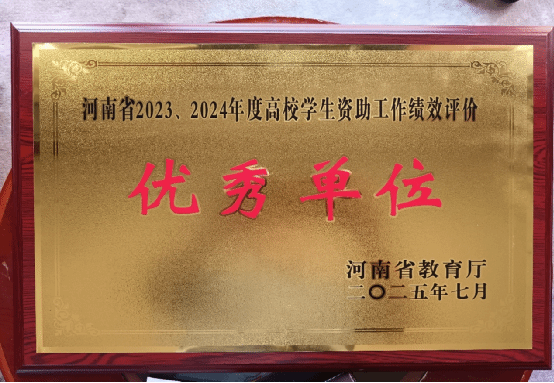 河南省2023、2024年度高校学生资助工作绩效评价
优秀单位
河南省教育厅
二〇二五年七月